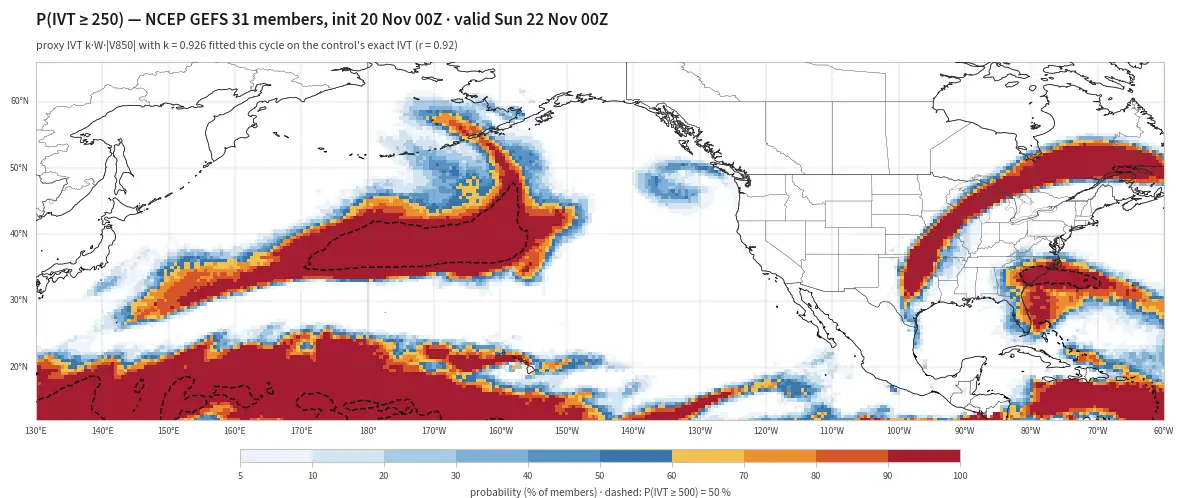 P(IVT ≥ 250) — NCEP GEFS 31 members, init 20 Nov 00Z · valid Sun 22 Nov 00Z
proxy IVT k·W·|V850| with k = 0.926 fitted this cycle on the control's exact IVT (r = 0.92)
60°N
50°N
40°N
30°N
20°N
130°E 140°E 150°E 160°E 170°E 180° 170°W 160°W 150°W 140°W 130°W 120°W 110°W 100°W 90°W 80°W 70°W 60°W
5 10 20 30 40 50 60 70 80 90 100
probability (% of members) · dashed: P(IVT ≥ 500) = 50 %